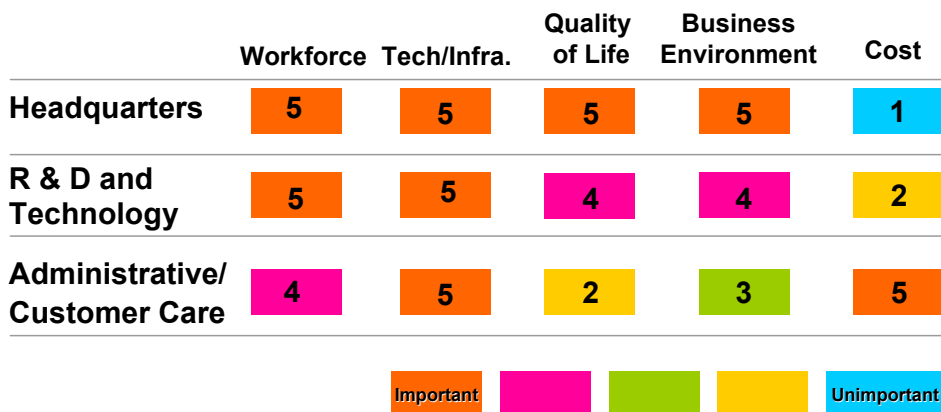 Quality Business
Workforce Tech/Infra. of Life Environment Cost
Headquarters 5 5 5 5 1
R & D and
Technology 5 5 4 4 2
Administrative/
Customer Care 4 5 2 3 5
Important Unimportant